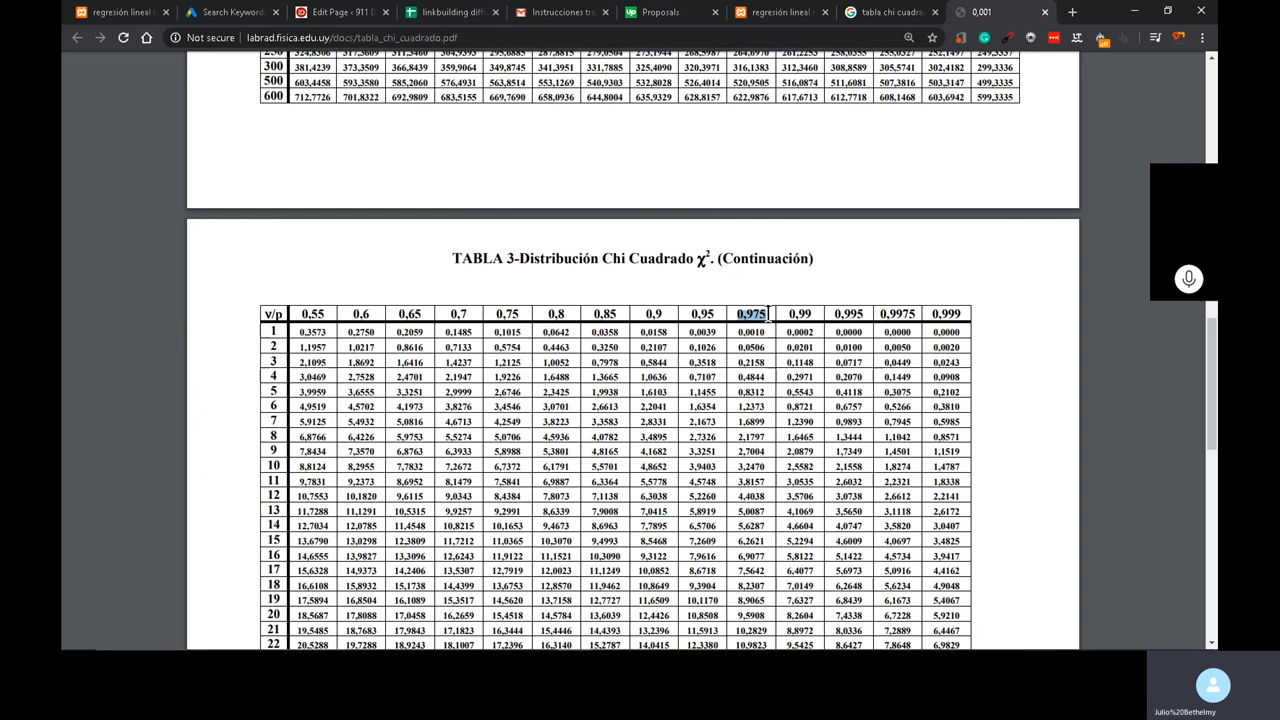 regresión lineal m
Search Keyword
Edit Page ‹ 911 D
linkbuilding diff
Instrucciones tra
Proposals
regresión lineal m
tabla chi cuadra
0,001
Not secure | labrad.fisica.edu.uy/docs/tabla_chi_cuadrado.pdf
300 381,4239 373,3509 366,8439 359,9064 349,8745 341,3951 331,7885 325,4090 320,3971 316,1383 312,3460 308,8589 305,5741 302,4182 299,3336
500 603,4458 593,3580 585,2060 576,4931 563,8514 553,1269 540,9303 532,8028 526,4014 520,9505 516,0874 511,6081 507,3816 503,3147 499,3335
600 712,7726 701,8322 692,9809 683,5155 669,7690 658,0936 644,8004 635,9329 628,8157 622,9876 617,6713 612,7718 608,1468 603,6942 599,3335
TABLA 3-Distribución Chi Cuadrado χ². (Continuación)
ν/p 0,55 0,6 0,65 0,7 0,75 0,8 0,85 0,9 0,95 0,975 0,99 0,995 0,9975 0,999
1 0,3573 0,2750 0,2059 0,1485 0,1015 0,0642 0,0358 0,0158 0,0039 0,0010 0,0002 0,0000 0,0000 0,0000
2 1,1957 1,0217 0,8616 0,7133 0,5754 0,4463 0,3250 0,2107 0,1026 0,0506 0,0201 0,0100 0,0050 0,0020
3 2,1095 1,8692 1,6416 1,4237 1,2125 1,0052 0,7978 0,5844 0,3518 0,2158 0,1148 0,0717 0,0449 0,0243
4 3,0469 2,7528 2,4701 2,1947 1,9226 1,6488 1,3665 1,0636 0,7107 0,4844 0,2971 0,2070 0,1449 0,0908
5 3,9959 3,6555 3,3251 2,9999 2,6746 2,3425 1,9938 1,6103 1,1455 0,8312 0,5543 0,4118 0,3075 0,2102
6 4,9519 4,5702 4,1973 3,8276 3,4546 3,0701 2,6613 2,2041 1,6354 1,2373 0,8721 0,6757 0,5266 0,3810
7 5,9125 5,4932 5,0816 4,6713 4,2549 3,8223 3,3583 2,8331 2,1673 1,6899 1,2390 0,9893 0,7945 0,5985
8 6,8766 6,4226 5,9753 5,5274 5,0706 4,5936 4,0782 3,4895 2,7326 2,1797 1,6465 1,3444 1,1042 0,8571
9 7,8434 7,3570 6,8763 6,3933 5,8988 5,3801 4,8165 4,1682 3,3251 2,7004 2,0879 1,7349 1,4501 1,1519
10 8,8124 8,2955 7,7832 7,2672 6,7372 6,1791 5,5701 4,8652 3,9403 3,2470 2,5582 2,1558 1,8274 1,4787
11 9,7831 9,2373 8,6952 8,1479 7,5841 6,9887 6,3364 5,5778 4,5748 3,8157 3,0535 2,6032 2,2321 1,8338
12 10,7553 10,1820 9,6115 9,0343 8,4384 7,8073 7,1138 6,3038 5,2260 4,4038 3,5706 3,0738 2,6612 2,2141
13 11,7288 11,1291 10,5315 9,9257 9,2991 8,6339 7,9008 7,0415 5,8919 5,0087 4,1069 3,5650 3,1118 2,6172
14 12,7034 12,0785 11,4548 10,8215 10,1653 9,4673 8,6963 7,7895 6,5706 5,6287 4,6604 4,0747 3,5820 3,0407
15 13,6790 13,0298 12,3809 11,7212 11,0365 10,3070 9,4993 8,5468 7,2609 6,2621 5,2294 4,6009 4,0697 3,4825
16 14,6555 13,9827 13,3096 12,6243 11,9122 11,1521 10,3090 9,3122 7,9616 6,9077 5,8122 5,1422 4,5734 3,9417
17 15,6328 14,9373 14,2406 13,5307 12,7919 12,0023 11,1249 10,0852 8,6718 7,5642 6,4077 5,6973 5,0916 4,4162
18 16,6108 15,8932 15,1738 14,4399 13,6753 12,8570 11,9462 10,8649 9,3904 8,2307 7,0149 6,2648 5,6234 4,9048
19 17,5894 16,8504 16,1089 15,3517 14,5620 13,7158 12,7727 11,6509 10,1170 8,9065 7,6327 6,8439 6,1673 5,4067
20 18,5687 17,8088 17,0458 16,2659 15,4518 14,5784 13,6039 12,4426 10,8508 9,5908 8,2604 7,4338 6,7228 5,9210
21 19,5485 18,7683 17,9843 17,1823 16,3444 15,4446 14,4393 13,2396 11,5913 10,2829 8,8972 8,0336 7,2889 6,4467
22 20,5288 19,7288 18,9243 18,1007 17,2396 16,3140 15,2787 14,0415 12,3380 10,9823 9,5425 8,6427 7,8648 6,9829
Julio%20Bethelmy